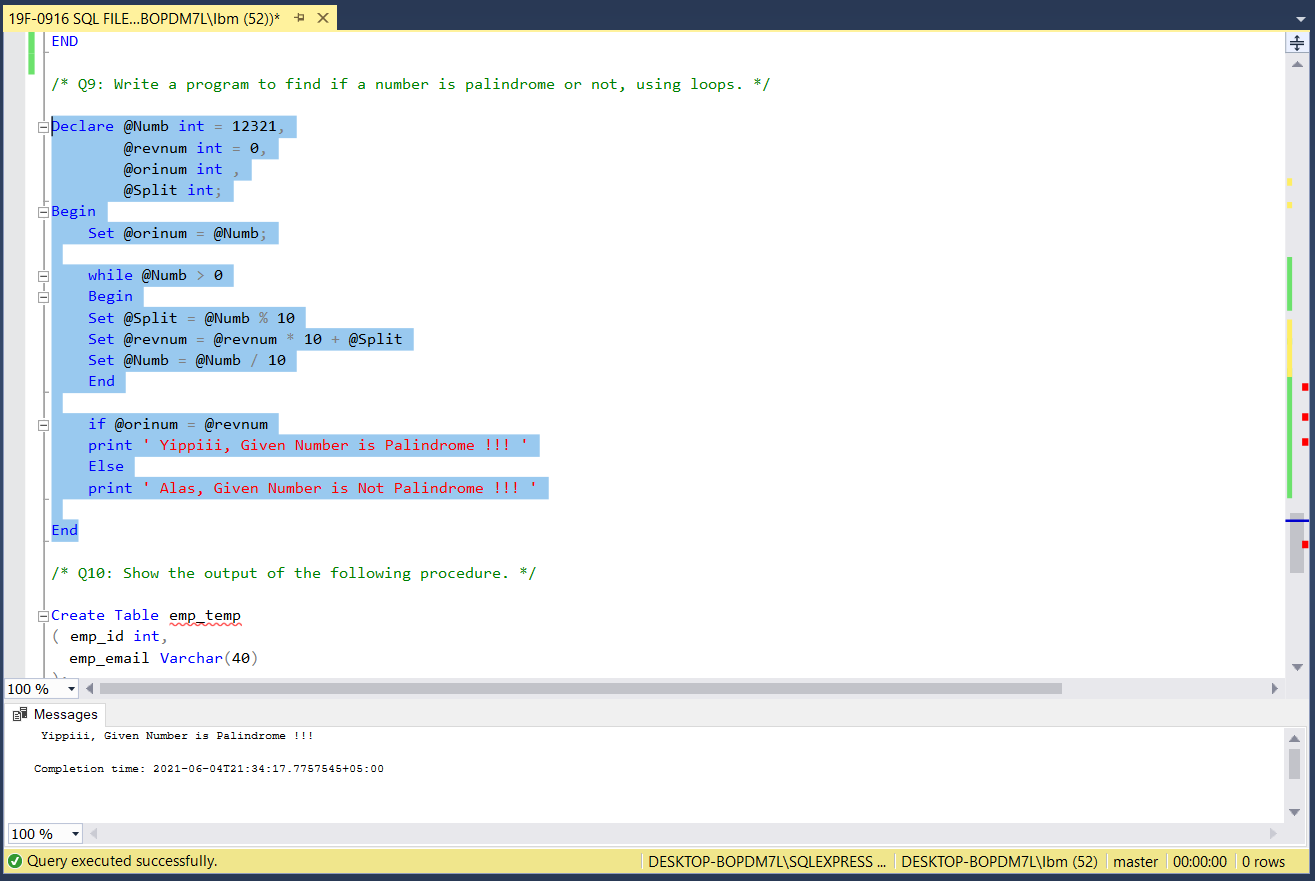 19F-0916 SQL FILE...BOPDM7L\Ibm (52))*
END
/* Q9: Write a program to find if a number is palindrome or not, using loops. */
Declare @Numb int = 12321,
@revnum int = 0,
@orinum int ,
@Split int;
Begin
Set @orinum = @Numb;
while @Numb > 0
Begin
Set @Split = @Numb % 10
Set @revnum = @revnum * 10 + @Split
Set @Numb = @Numb / 10
End
if @orinum = @revnum
print ' Yippiii, Given Number is Palindrome !!! '
Else
print ' Alas, Given Number is Not Palindrome !!! '
End
/* Q10: Show the output of the following procedure. */
Create Table emp_temp
( emp_id int,
emp_email Varchar(40)
100 %
Messages
Yippiii, Given Number is Palindrome !!!
Completion time: 2021-06-04T21:34:17.7757545+05:00
100 %
Query executed successfully.
DESKTOP-BOPDM7L\SQLEXPRESS ...
DESKTOP-BOPDM7L\Ibm (52)
master
00:00:00
0 rows